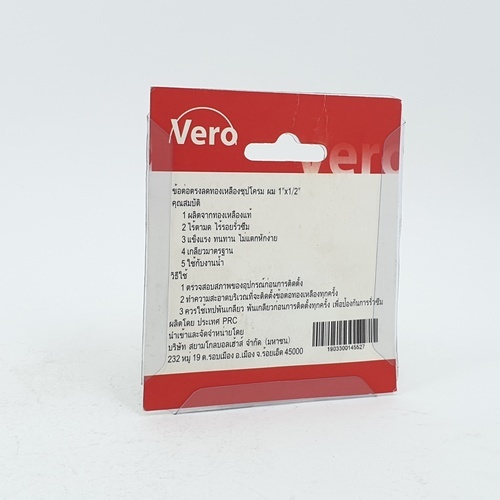 Vero
Vero
ข้อต่อตรงลดทองเหลืองชุปโครม ผม 1"x1/2"
คุณสมบัติ
1 ผลิตจากทองเหลืองแท้
2 ไร้ตามด ไร้รอยรั่วซึม
3 แข็งแรง ทนทาน ไม่แตกหักง่าย
4 เกลียวมาตรฐาน
5 ใช้กับงานน้ำ
วิธีใช้
1 ตรวจสอบสภาพของอุปกรณ์ก่อนการติดตั้ง
2 ทำความสะอาดบริเวณที่จะติดตั้งข้อต่อทองเหลืองทุกครั้ง
3 ควรใช้เทปพันเกลียว พันเกลียวก่อนการติดตั้งทุกครั้ง เพื่อป้องกันการรั่วซึม
ผลิตโดย ประเทศ PRC
นำเข้าและจัดจำหน่ายโดย
บริษัท สยามโกลบอลเฮ้าส์ จำกัด (มหาชน)
232 หมู่ 19 ต.รอบเมือง อ.เมือง จ.ร้อยเอ็ด 45000
1903300145527